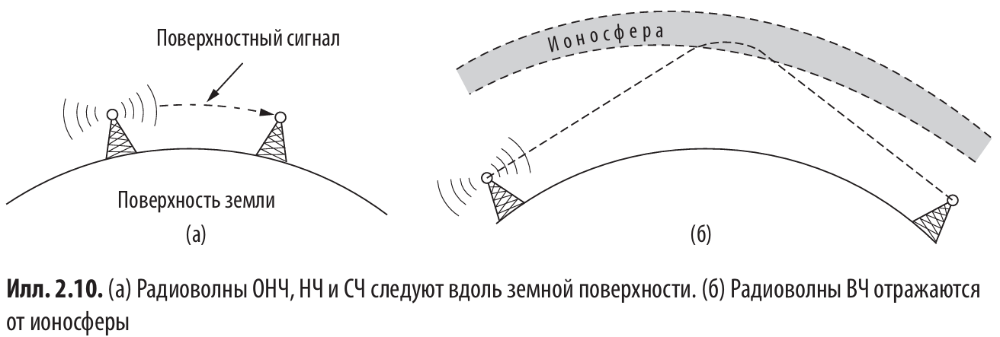 Поверхностный сигнал
Поверхность земли
(а)
Ионосфера
(б)
Илл. 2.10. (а) Радиоволны ОНЧ, НЧ и СЧ следуют вдоль земной поверхности. (б) Радиоволны ВЧ отражаются
от ионосферы